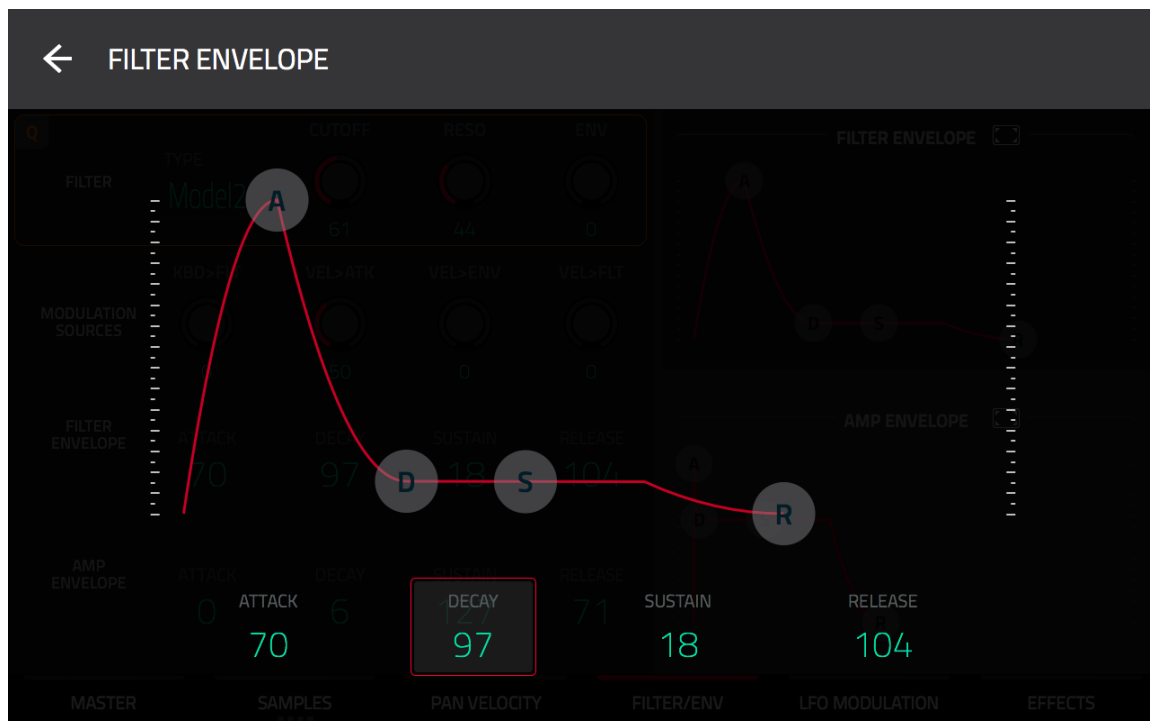 FILTER ENVELOPE
Q
CUTOFF RESO ENV
FILTER ENVELOPE
TYPE
FILTER
Model2
A
A
61 44 0
VEL>ATK VEL>ENV VEL>FLT
MODULATION
SOURCES
D S
60 0 0
FILTER
ENVELOPE
AMP ENVELOPE
ATTACK DECAY SUSTAIN RELEASE
70 97 18 104
A
D S
R
D
AMP
ENVELOPE
ATTACK DECAY SUSTAIN RELEASE
0 6 127 71
R
ATTACK DECAY SUSTAIN RELEASE
70 97 18 104
MASTER SAMPLES PAN VELOCITY FILTER/ENV LFO MODULATION EFFECTS